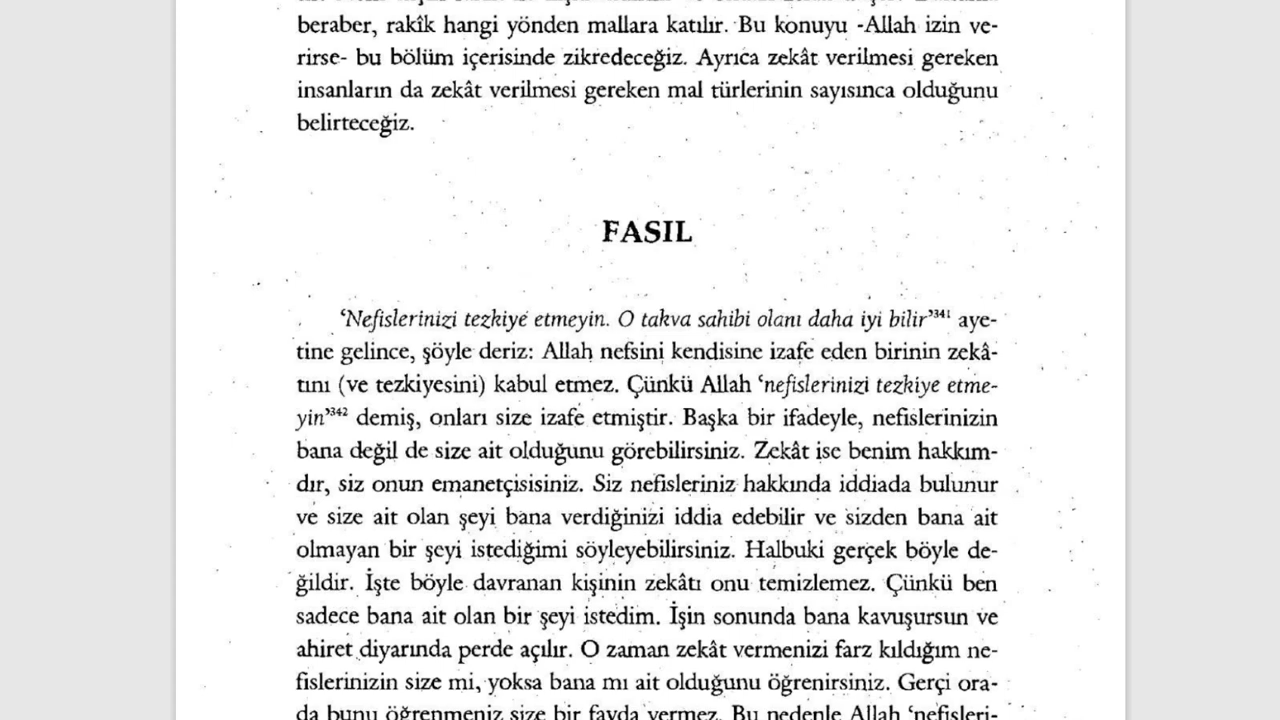 beraber, rakîk hangi yönden mallara katılır. Bu konuyu -Allah izin ve-
rirse- bu bölüm içerisinde zikredeceğiz. Ayrıca zekât verilmesi gereken
insanların da zekât verilmesi gereken mal türlerinin sayısınca olduğunu
belirteceğiz.
FASIL
‘Nefislerinizi tezkiye etmeyin. O takva sahibi olanı daha iyi bilir’³⁴¹ aye-
tine gelince, şöyle deriz: Allah nefsini kendisine izafe eden birinin zekâ-
tını (ve tezkiyesini) kabul etmez. Çünkü Allah ‘nefislerinizi tezkiye etme-
yin’³⁴² demiş, onları size izafe etmiştir. Başka bir ifadeyle, nefislerinizin
bana değil de size ait olduğunu görebilirsiniz. Zekât ise benim hakkım-
dır, siz onun emanetçisisiniz. Siz nefisleriniz hakkında iddiada bulunur
ve size ait olan şeyi bana verdiğinizi iddia edebilir ve sizden bana ait
olmayan bir şeyi istediğimi söyleyebilirsiniz. Halbuki gerçek böyle de-
ğildir. İşte böyle davranan kişinin zekâtı onu temizlemez. Çünkü ben
sadece bana ait olan bir şeyi istedim. İşin sonunda bana kavuşursun ve
ahiret diyarında perde açılır. O zaman zekât vermenizi farz kıldığım ne-
fislerinizin size mi, yoksa bana mı ait olduğunu öğrenirsiniz. Gerçi ora-
da bunu öğrenmeniz size bir fayda vermez. Bu nedenle Allah ‘nefisleri-